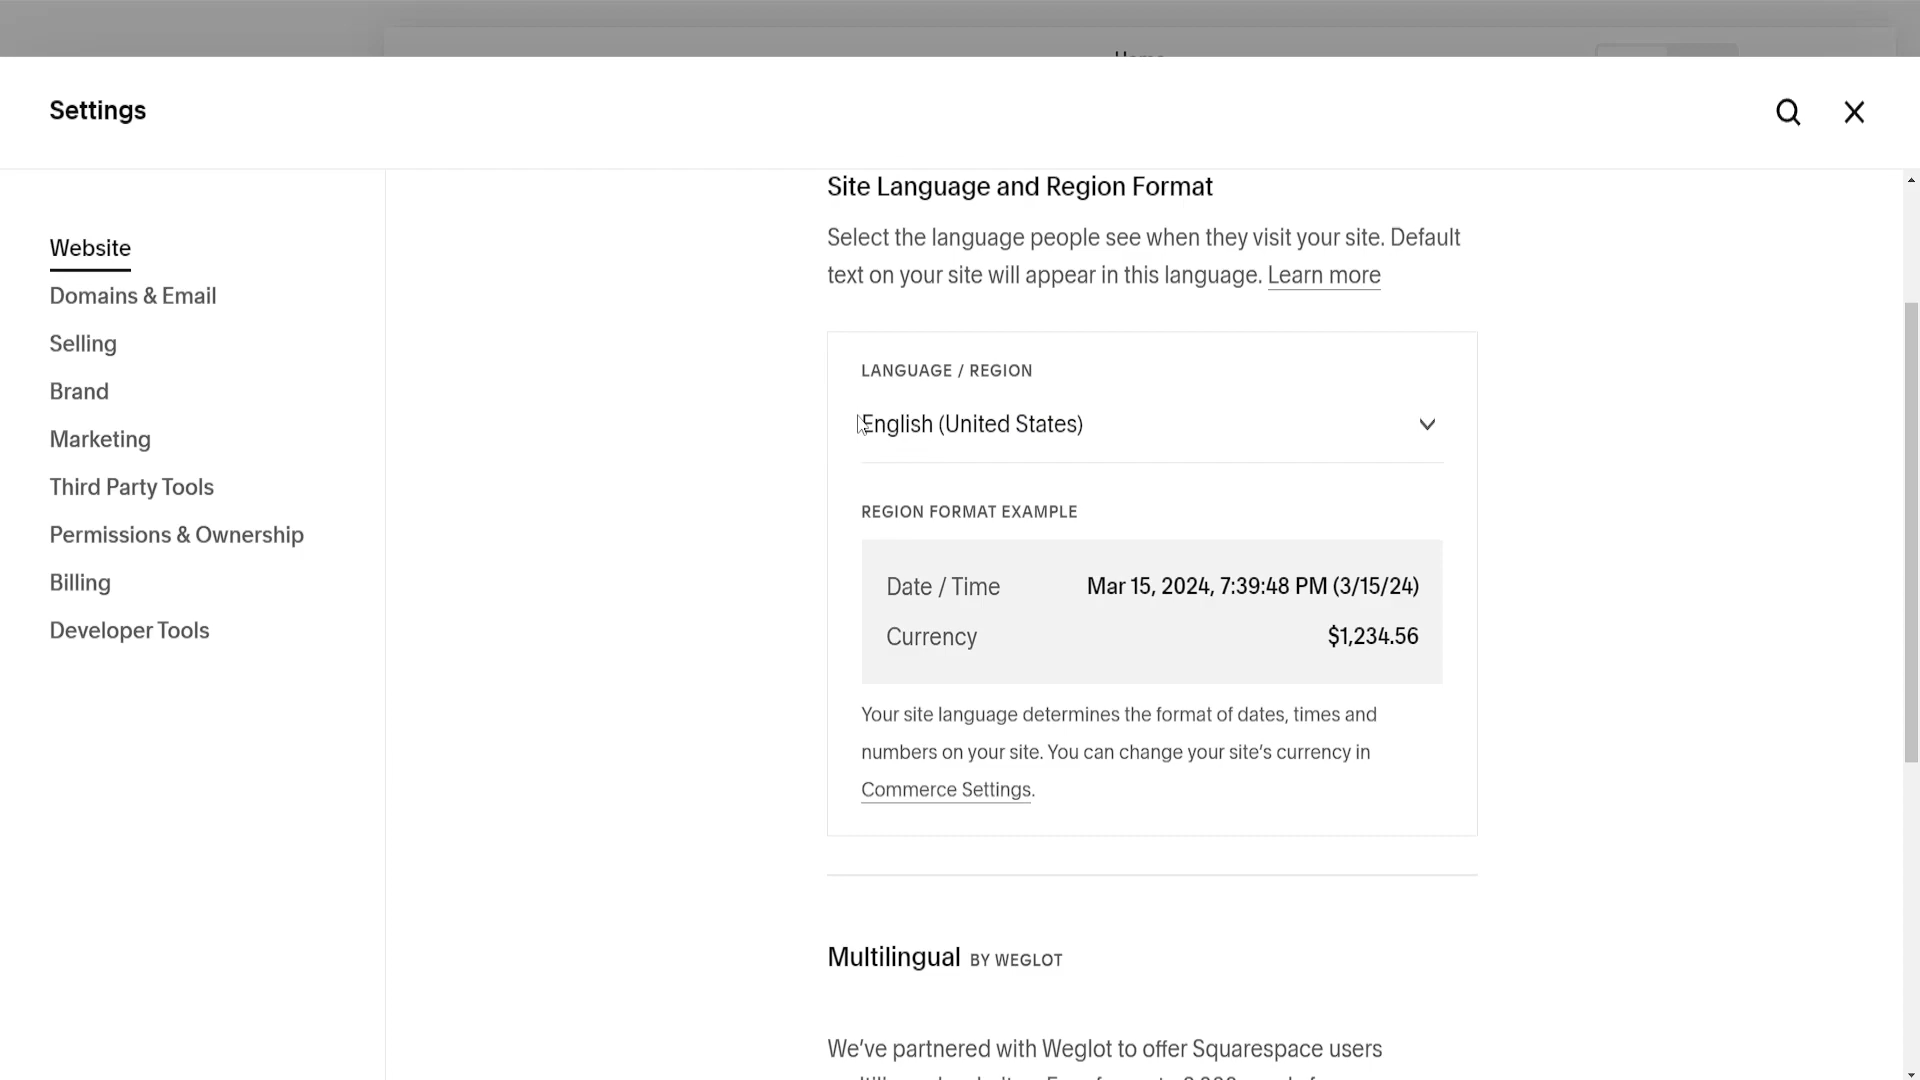 Settings
Website
Domains & Email
Selling
Brand
Marketing
Third Party Tools
Permissions & Ownership
Billing
Developer Tools
Site Language and Region Format
Select the language people see when they visit your site. Default
text on your site will appear in this language. Learn more
LANGUAGE / REGION
English (United States)
REGION FORMAT EXAMPLE
Date / Time Mar 15, 2024, 7:39:48 PM (3/15/24)
Currency $1,234.56
Your site language determines the format of dates, times and
numbers on your site. You can change your site's currency in
Commerce Settings.
Multilingual BY WEGLOT
We've partnered with Weglot to offer Squarespace users